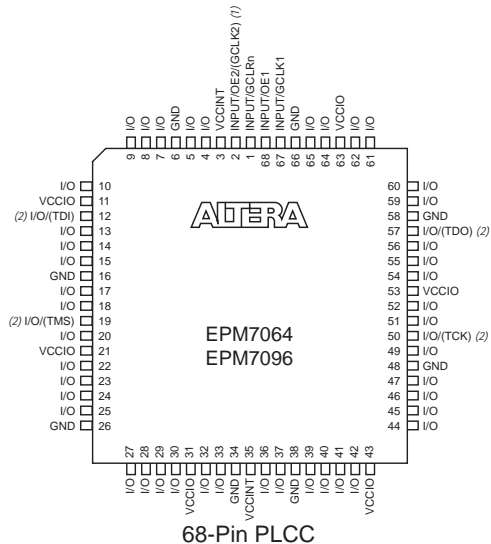 I/O
I/O
I/O
GND
I/O
I/O
VCCINT
INPUT/OE2/(GCLK2) (1)
INPUT/GCLRn
INPUT/OE1
INPUT/GCLK1
GND
I/O
I/O
VCCIO
I/O
I/O
9 8 7 6 5 4 3 2 1 68 67 66 65 64 63 62 61
I/O 10
VCCIO 11
(2) I/O/(TDI) 12
I/O 13
I/O 14
I/O 15
GND 16
I/O 17
I/O 18
(2) I/O/(TMS) 19
I/O 20
VCCIO 21
I/O 22
I/O 23
I/O 24
I/O 25
GND 26
ALTERA
EPM7064
EPM7096
60 I/O
59 I/O
58 GND
57 I/O/(TDO) (2)
56 I/O
55 I/O
54 I/O
53 VCCIO
52 I/O
51 I/O
50 I/O/(TCK) (2)
49 I/O
48 GND
47 I/O
46 I/O
45 I/O
44 I/O
27 28 29 30 31 32 33 34 35 36 37 38 39 40 41 42 43
I/O
I/O
I/O
I/O
VCCIO
I/O
I/O
GND
VCCINT
I/O
I/O
GND
I/O
I/O
I/O
I/O
VCCIO
68-Pin PLCC